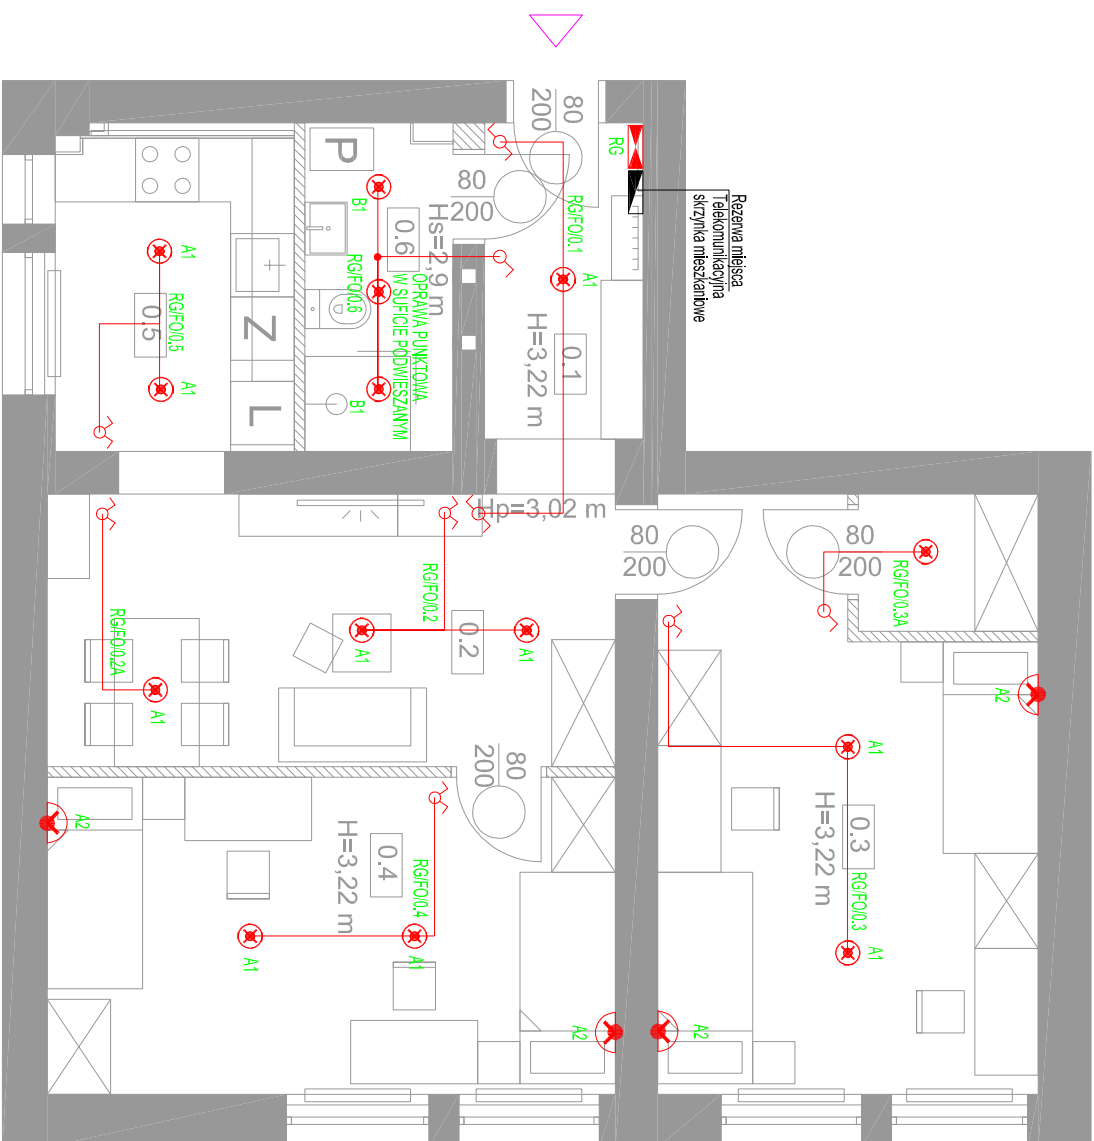 80
200
RG
Rezerwa miejsca
Telekomunikacyjna
skrzynka mieszkaniowe
P
80
200
B1
0.6
Hs=2,9 m
RG/FO/0.1
A1
RG/FO/0.6
OPRAWA PUNKTOWA
W SUFICIE PODWIESZANYM
A1
RG/FO/0.5
0.5
Z
H=3,22 m
0.1
A1
L
B1
Hp=3,02 m
80
200
80
200
RG/FO/0.3A
RG/FO/0.2
0.2
A1
A1
RG/FO/0.2A
A1
A2
A1
80
200
A2
H=3,22 m
0.4
RG/FO/0.4
H=3,22 m
0.3
RG/FO/0.3
A1
A1
A1
A2
A2